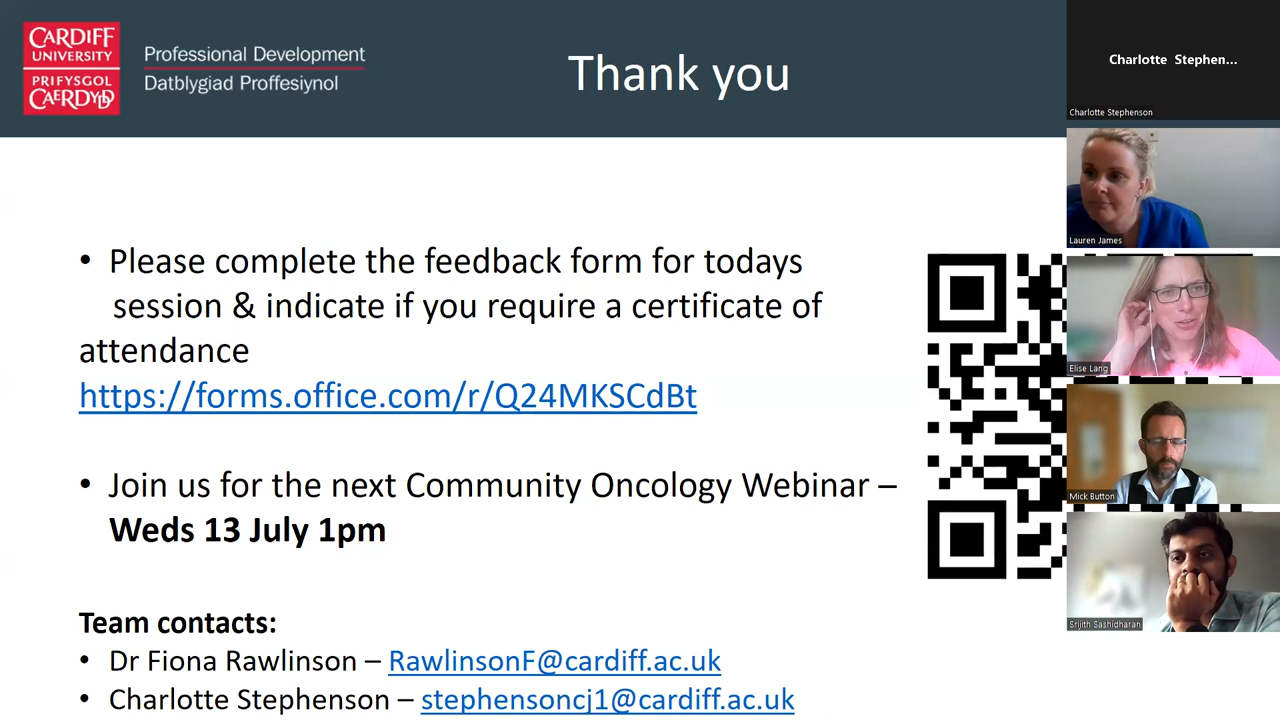 CARDIFF
UNIVERSITY
PRIFYSGOL
CAERDYDD
Professional Development
Datblygiad Proffesiynol
Thank you
• Please complete the feedback form for todays
session & indicate if you require a certificate of
attendance
https://forms.office.com/r/Q24MKSCdBt
• Join us for the next Community Oncology Webinar –
Weds 13 July 1pm
Team contacts:
• Dr Fiona Rawlinson – RawlinsonF@cardiff.ac.uk
• Charlotte Stephenson – stephensoncj1@cardiff.ac.uk
Charlotte Stephen...
Charlotte Stephenson
Lauren James
Elise Lang
Mick Button
Srijith Sashidharan